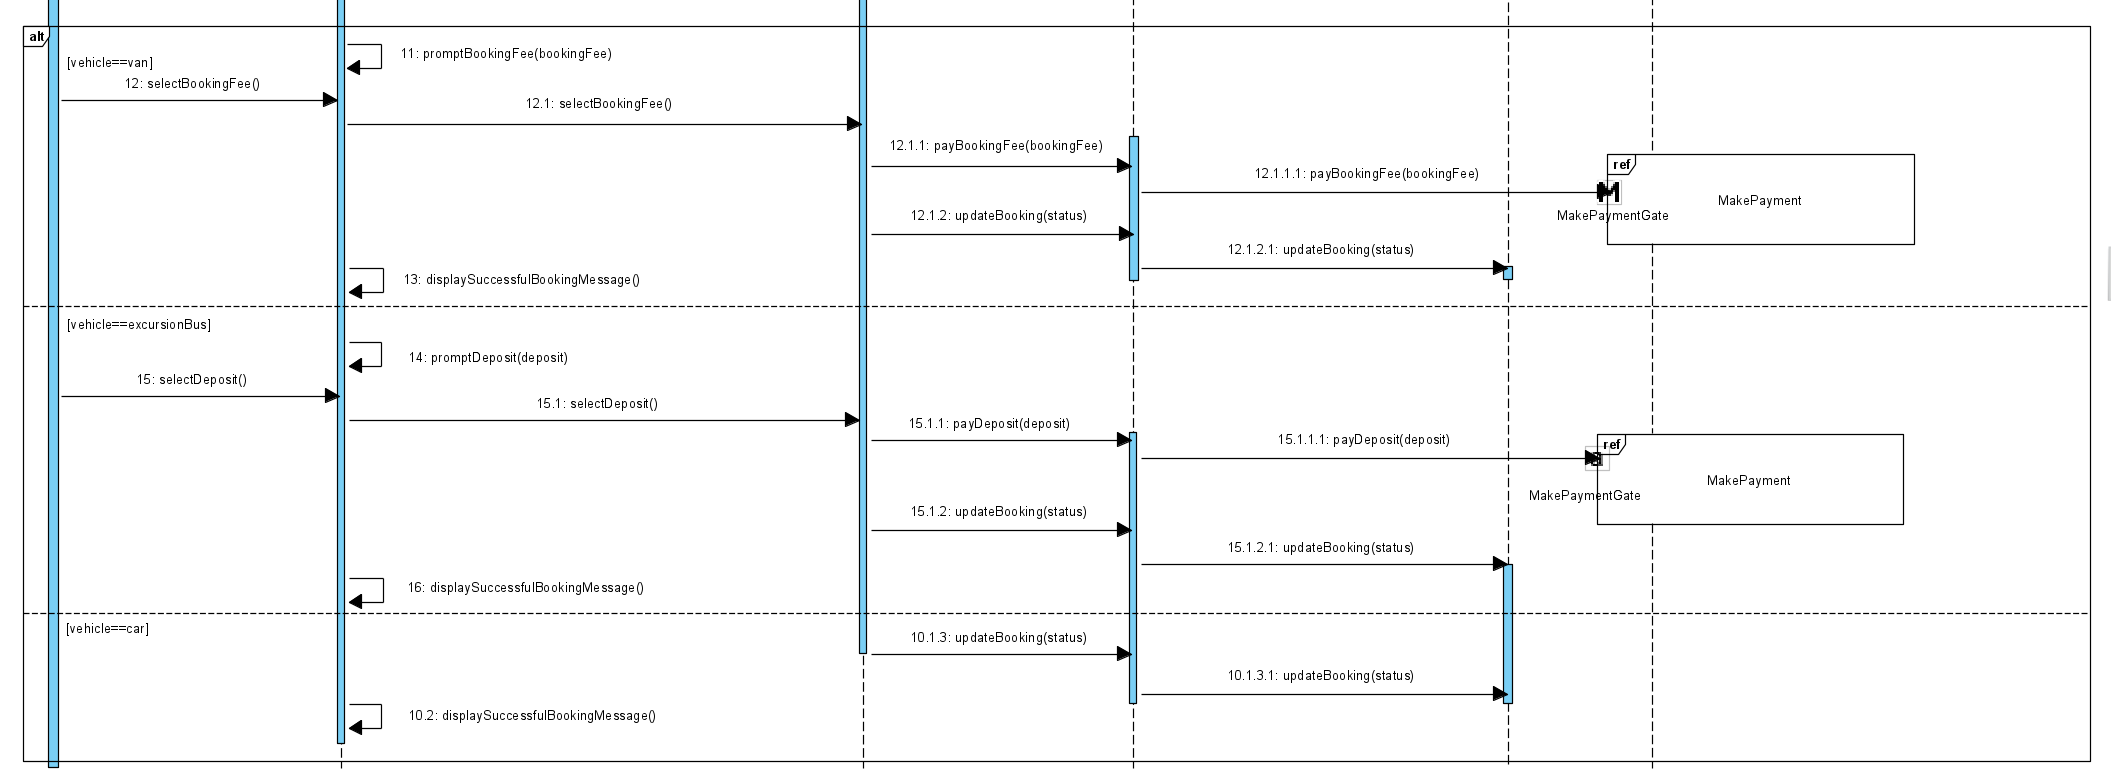 alt
11: promptBookingFee(bookingFee)
[vehicle==van]
12: selectBookingFee()
12.1: selectBookingFee()
12.1.1: payBookingFee(bookingFee)
ref
12.1.1.1: payBookingFee(bookingFee)
MakePayment
MakePaymentGate
12.1.2: updateBooking(status)
12.1.2.1: updateBooking(status)
13: displaySuccessfulBookingMessage()
[vehicle==excursionBus]
14: promptDeposit(deposit)
15: selectDeposit()
15.1: selectDeposit()
15.1.1: payDeposit(deposit)
15.1.1.1: payDeposit(deposit)
ref
MakePayment
MakePaymentGate
15.1.2: updateBooking(status)
15.1.2.1: updateBooking(status)
16: displaySuccessfulBookingMessage()
[vehicle==car]
10.1.3: updateBooking(status)
10.1.3.1: updateBooking(status)
10.2: displaySuccessfulBookingMessage()